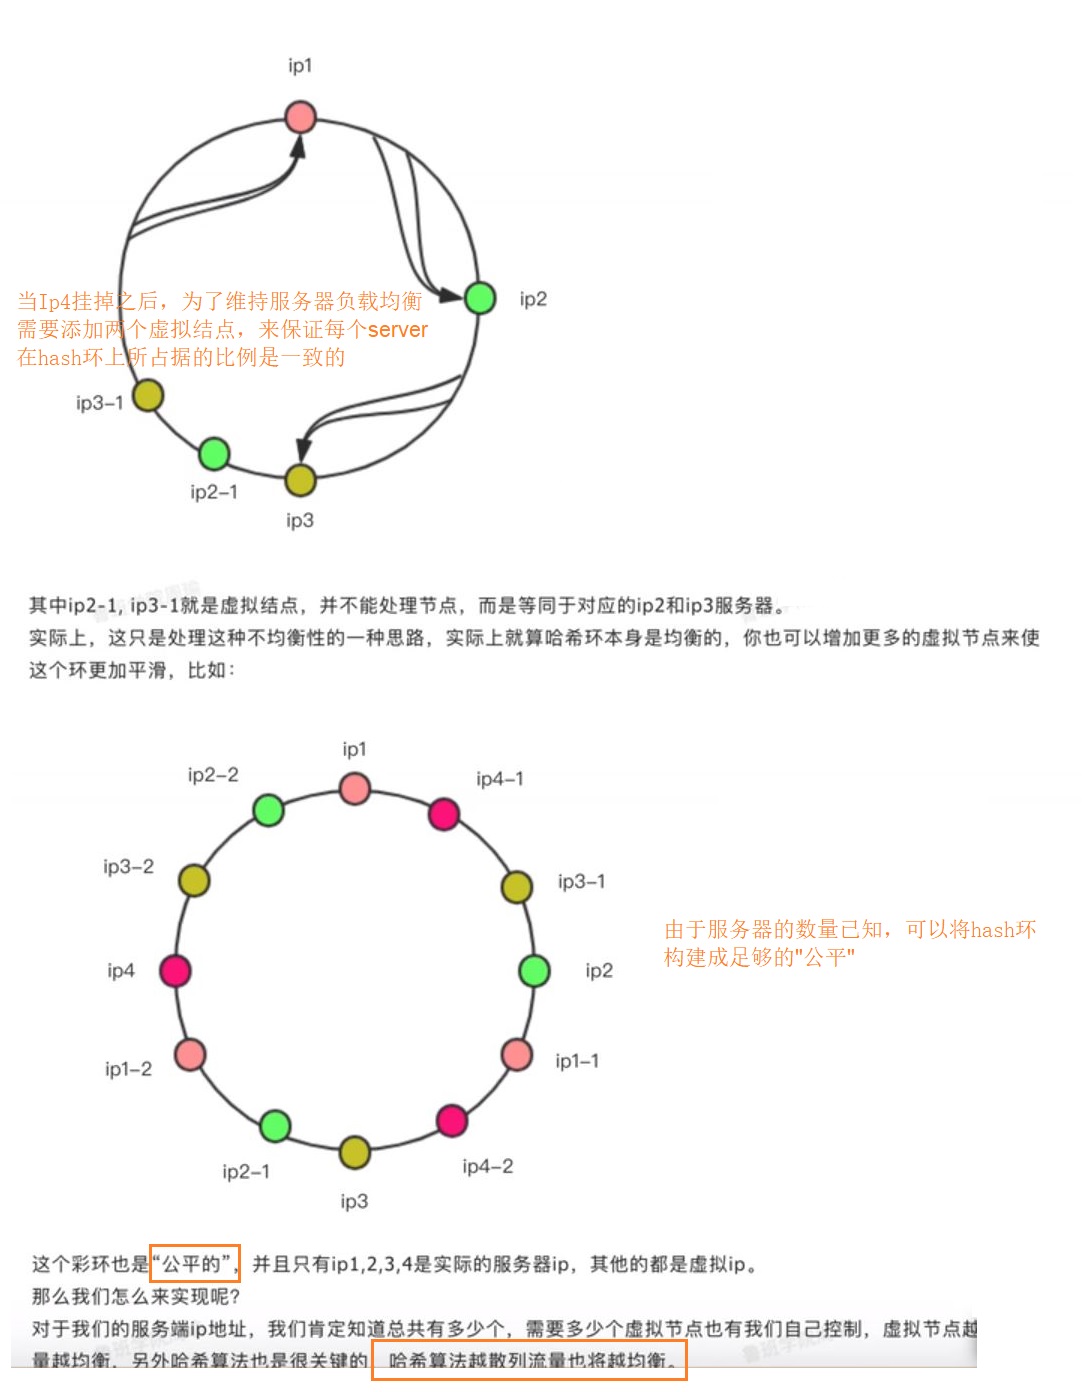 ip1
ip2
当Ip4挂掉之后，为了维持服务器负载均衡
需要添加两个虚拟结点，来保证每个server
在hash环上所占据的比例是一致的
ip3-1
ip2-1
ip3
其中ip2-1, ip3-1就是虚拟结点，并不能处理节点，而是等同于对应的ip2和ip3服务器。
实际上，这只是处理这种不均衡性的一种思路，实际上就算哈希环本身是均衡的，你也可以增加更多的虚拟节点来使
这个环更加平滑，比如：
ip1
ip2-2
ip4-1
ip3-2
ip3-1
由于服务器的数量已知，可以将hash环
构建成足够的"公平"
ip4
ip2
ip1-2
ip1-1
ip2-1
ip4-2
ip3
这个彩环也是“公平的”，并且只有ip1,2,3,4是实际的服务器ip，其他的都是虚拟ip。
那么我们怎么来实现呢？
对于我们的服务端ip地址，我们肯定知道总共有多少个，需要多少个虚拟节点也有我们自己控制，虚拟节点越
量越均衡，另外哈希算法也是很关键的，哈希算法越散列流量也将越均衡。